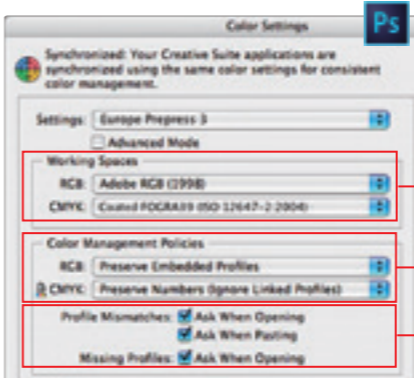 Color Settings
Ps
Synchronized: Your Creative Suite applications are
synchronized using the same color settings for consistent
color management.
Settings: Europe Prepress 3
Advanced Mode
Working Spaces
RGB: Adobe RGB (1998)
CMYK: Coated FOGRA39 (ISO 12647-2:2004)
Color Management Policies
RGB: Preserve Embedded Profiles
CMYK: Preserve Numbers (Ignore Linked Profiles)
Profile Mismatches: Ask When Opening
Ask When Pasting
Missing Profiles: Ask When Opening